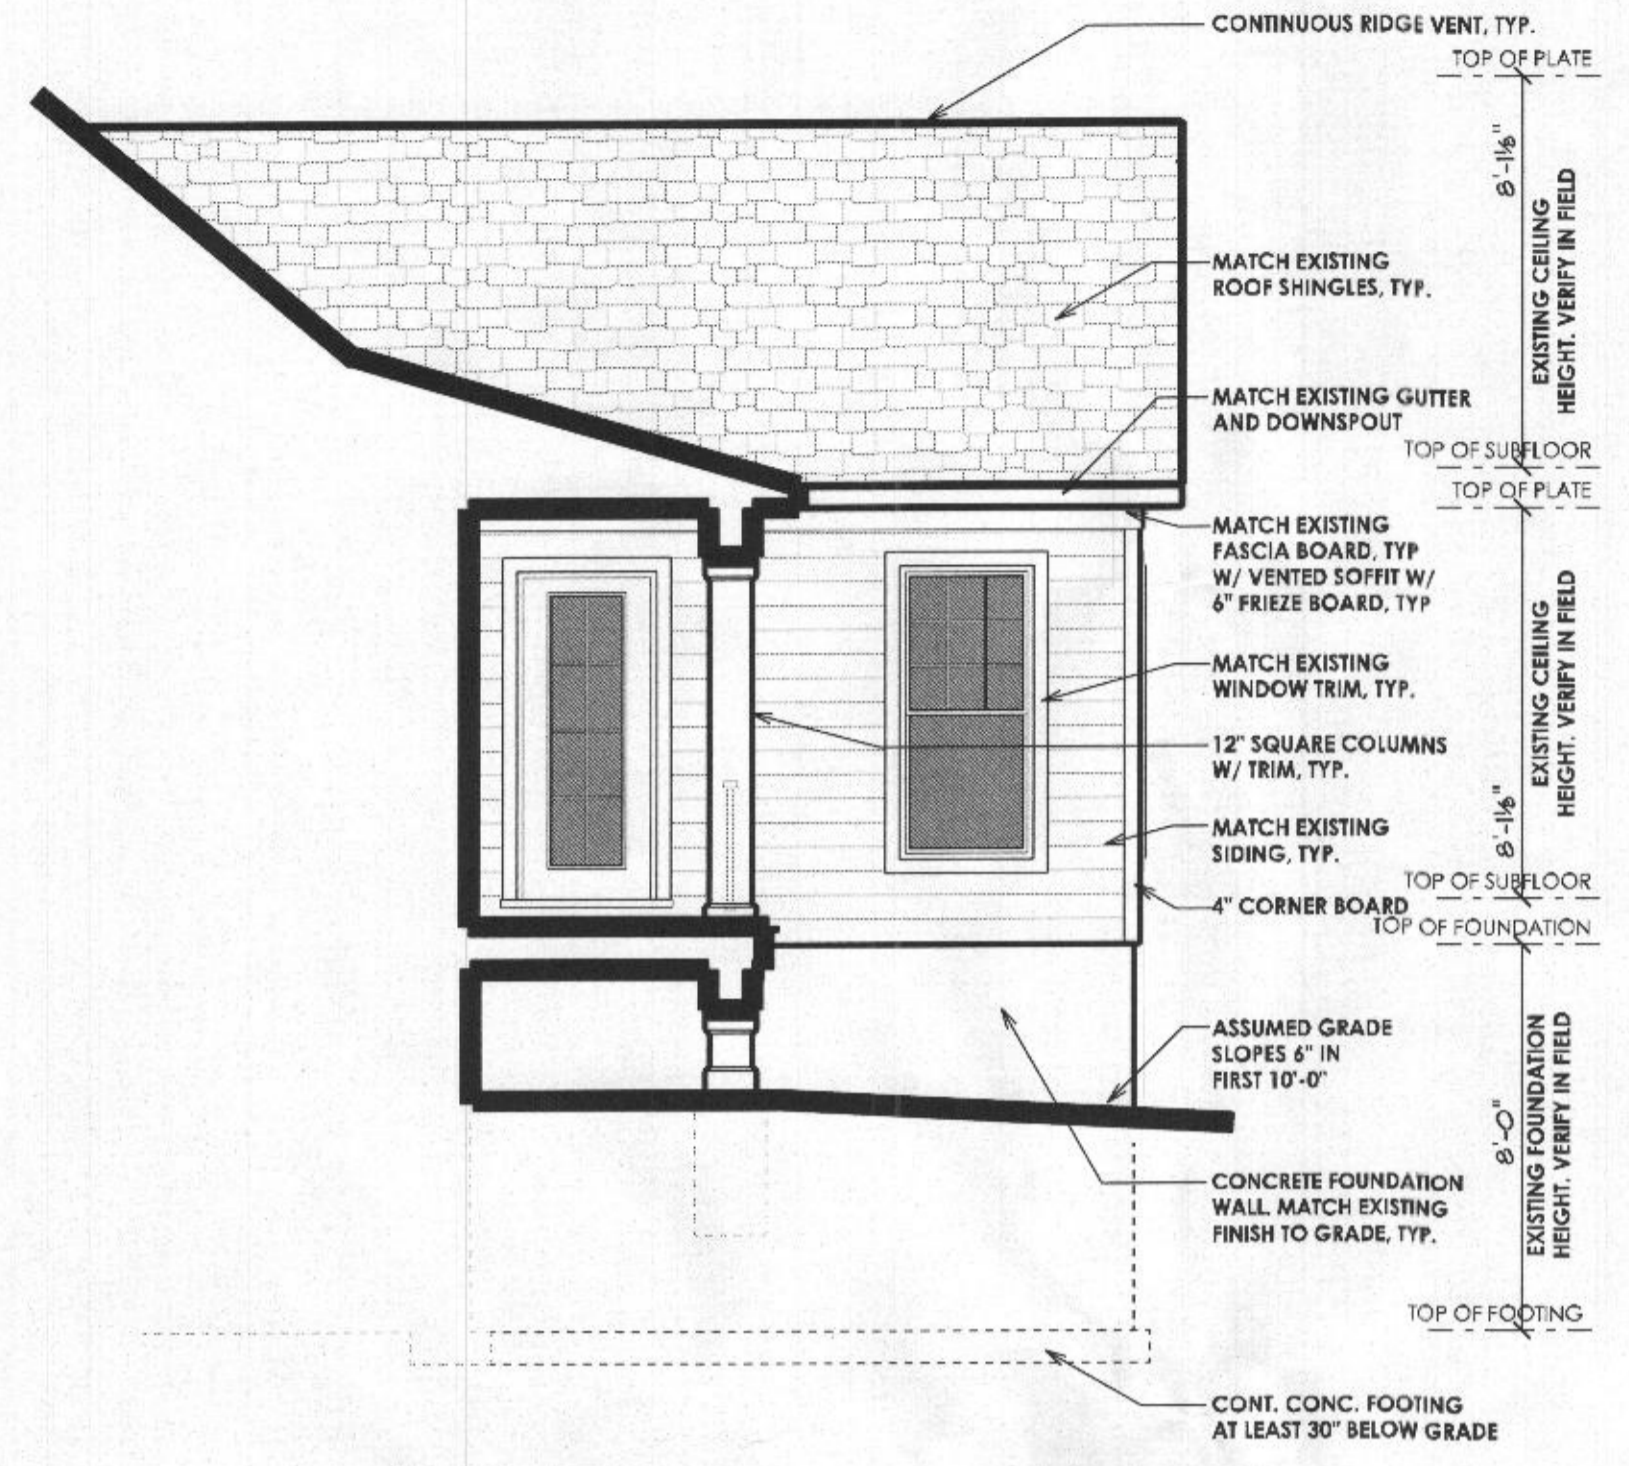 CONTINUOUS RIDGE VENT, TYP.
TOP OF PLATE
8'-1⅛"
EXISTING CEILING
HEIGHT. VERIFY IN FIELD
MATCH EXISTING
ROOF SHINGLES, TYP.
MATCH EXISTING GUTTER
AND DOWNSPOUT
TOP OF SUBFLOOR
TOP OF PLATE
MATCH EXISTING
FASCIA BOARD, TYP
W/ VENTED SOFFIT W/
6" FRIEZE BOARD, TYP
EXISTING CEILING
HEIGHT. VERIFY IN FIELD
MATCH EXISTING
WINDOW TRIM, TYP.
12" SQUARE COLUMNS
W/ TRIM, TYP.
8'-1⅛"
MATCH EXISTING
SIDING, TYP.
TOP OF SUBFLOOR
4" CORNER BOARD
TOP OF FOUNDATION
ASSUMED GRADE
SLOPES 6" IN
FIRST 10'-0"
8'-0"
EXISTING FOUNDATION
HEIGHT. VERIFY IN FIELD
CONCRETE FOUNDATION
WALL. MATCH EXISTING
FINISH TO GRADE, TYP.
TOP OF FOOTING
CONT. CONC. FOOTING
AT LEAST 30" BELOW GRADE